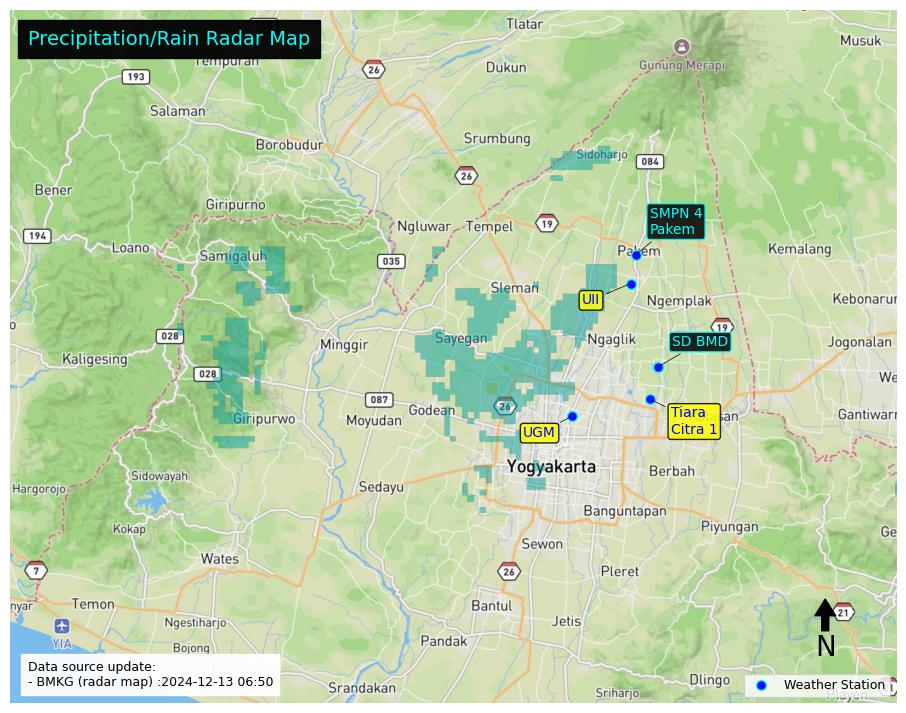 Precipitation/Rain Radar Map
Tlatar
Musuk
Gunung Merapi
Tempuran
26
193
Dukun
Salaman
Srumbung
Borobudur
Sidoharjo
084
26
Bener
Giripurno
SMPN 4
Pakem
19
194
Ngluwar
Tempel
Loano
Samigaluh
035
Pakem
Kemalang
Sleman
UII
Ngemplak
Kebonarum
028
Minggir
Sayegan
Ngaglik
19
SD BMD
Jogonalan
Kaligesing
028
087
Godean
26
Giripurwo
Moyudan
UGM
Tiara
Citra 1
Gantiwarn
Yogyakarta
Sidowayah
Berbah
Hargorojo
Sedayu
Kokap
Banguntapan
Piyungan
Sewon
Wates
7
26
Pleret
Temon
Bantul
21
Ngestiharjo
Jetis
YIA
Bojong
Pandak
N
Data source update:
- BMKG (radar map) :2024-12-13 06:50
Srandakan
Dlingo
Sriharjo
Weather Station
Playen